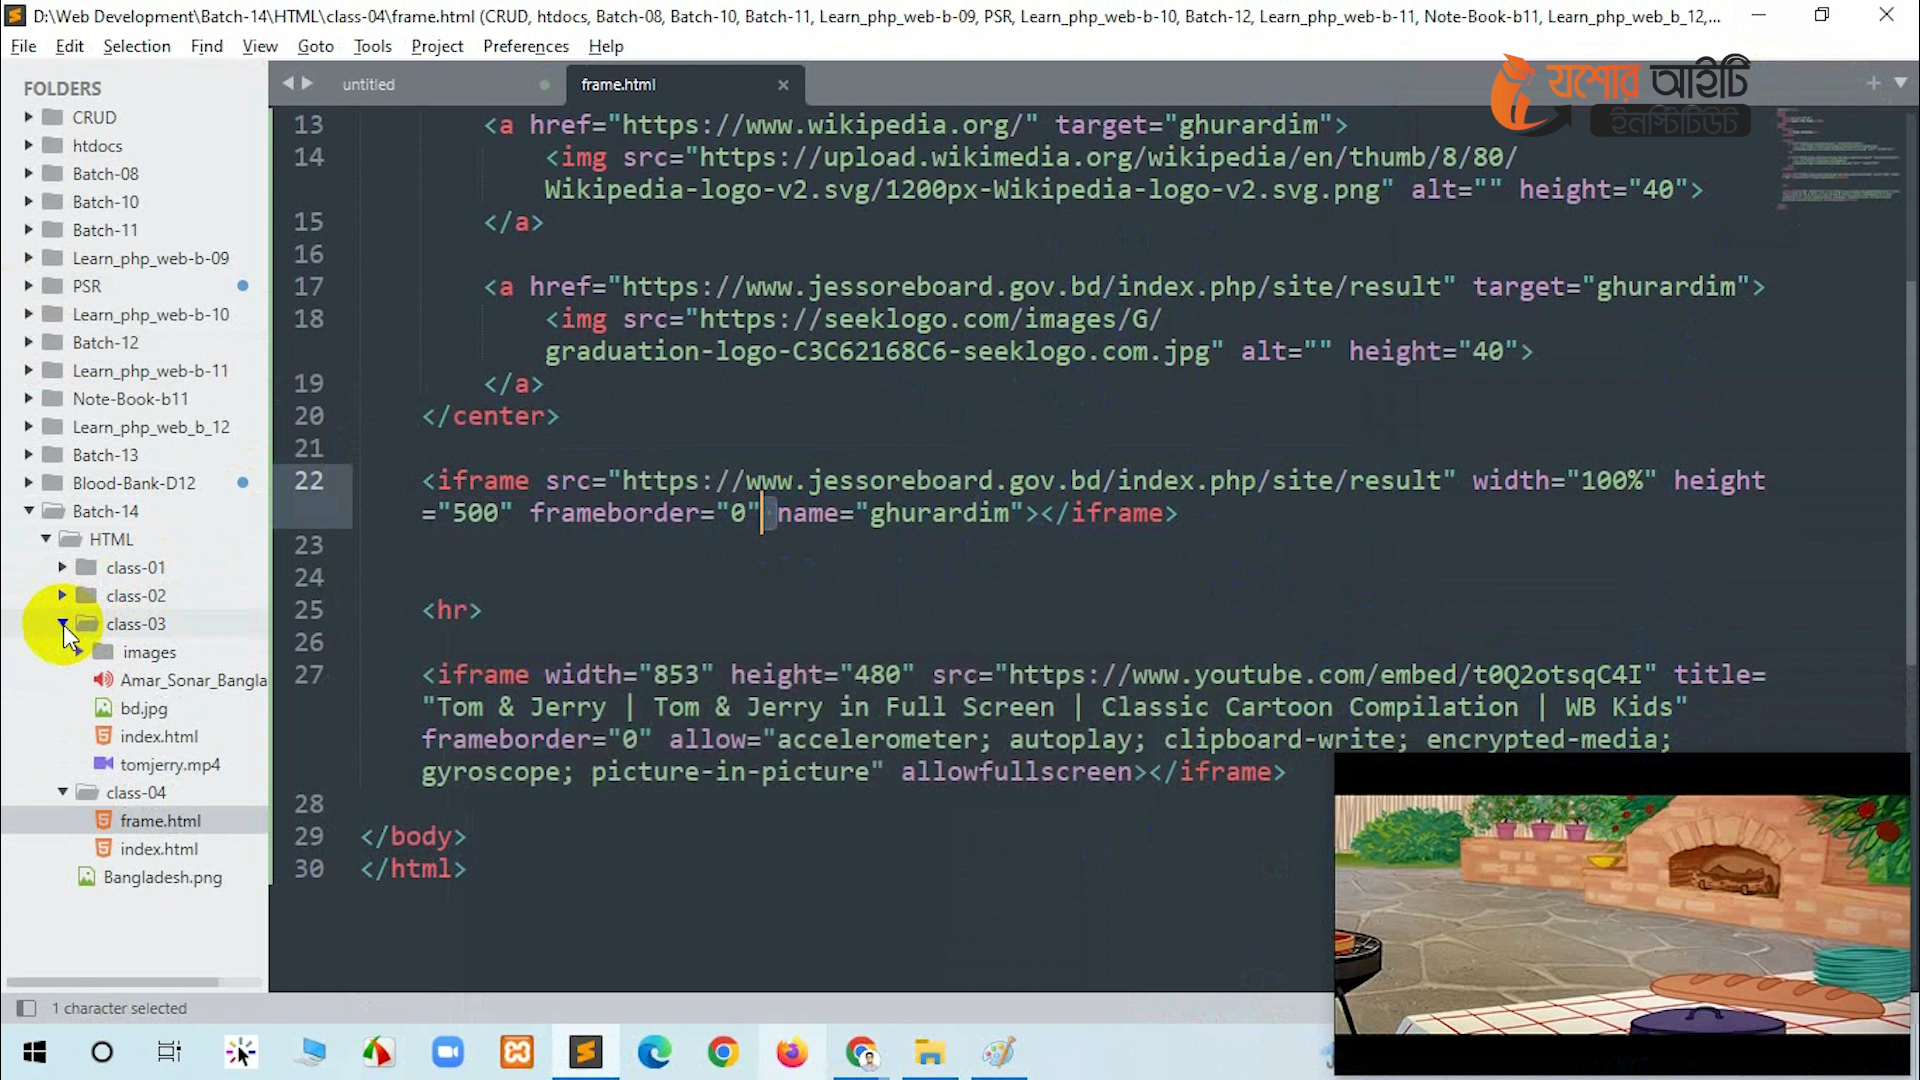 D:\Web Development\Batch-14\HTML\class-04\frame.html (CRUD, htdocs, Batch-08, Batch-10, Batch-11, Learn_php_web-b-09, PSR, Learn_php_web-b-10, Batch-12, Learn_php_web-b-11, Note-Book-b11, Learn_php_web_b_12,...
File Edit Selection Find View Goto Tools Project Preferences Help
যশোর আইটি
ইনস্টিটিউট
FOLDERS
CRUD
htdocs
Batch-08
Batch-10
Batch-11
Learn_php_web-b-09
PSR
Learn_php_web-b-10
Batch-12
Learn_php_web-b-11
Note-Book-b11
Learn_php_web_b_12
Batch-13
Blood-Bank-D12
Batch-14
HTML
class-01
class-02
class-03
images
Amar_Sonar_Bangla
bd.jpg
index.html
tomjerry.mp4
class-04
frame.html
index.html
Bangladesh.png
untitled frame.html
13 <a href="https://www.wikipedia.org/" target="ghurardim">
14 <img src="https://upload.wikimedia.org/wikipedia/en/thumb/8/80/
Wikipedia-logo-v2.svg/1200px-Wikipedia-logo-v2.svg.png" alt="" height="40">
15 </a>
16
17 <a href="https://www.jessoreboard.gov.bd/index.php/site/result" target="ghurardim">
18 <img src="https://seeklogo.com/images/G/
graduation-logo-C3C62168C6-seeklogo.com.jpg" alt="" height="40">
19 </a>
20 </center>
21
22 <iframe src="https://www.jessoreboard.gov.bd/index.php/site/result" width="100%" height
="500" frameborder="0" name="ghurardim"></iframe>
23
24
25 <hr>
26
27 <iframe width="853" height="480" src="https://www.youtube.com/embed/t0Q2otsqC4I" title=
"Tom & Jerry | Tom & Jerry in Full Screen | Classic Cartoon Compilation | WB Kids"
frameborder="0" allow="accelerometer; autoplay; clipboard-write; encrypted-media;
gyroscope; picture-in-picture" allowfullscreen></iframe>
28
29 </body>
30 </html>
1 character selected